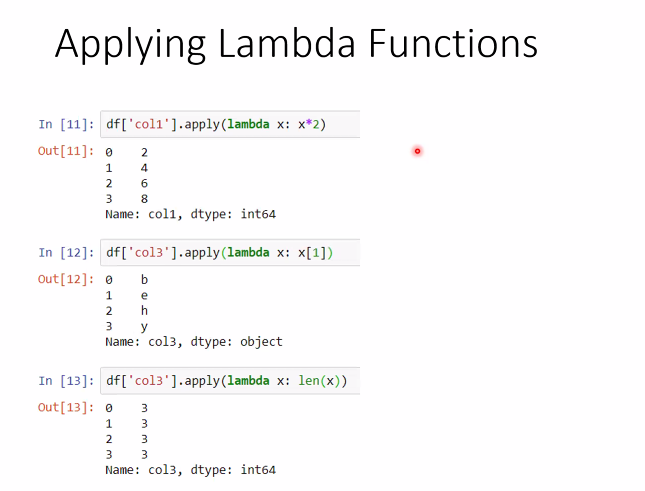 Applying Lambda Functions
In [11]: df['col1'].apply(lambda x: x*2)
Out[11]: 0    2
1    4
2    6
3    8
Name: col1, dtype: int64
In [12]: df['col3'].apply(lambda x: x[1])
Out[12]: 0    b
1    e
2    h
3    y
Name: col3, dtype: object
In [13]: df['col3'].apply(lambda x: len(x))
Out[13]: 0    3
1    3
2    3
3    3
Name: col3, dtype: int64